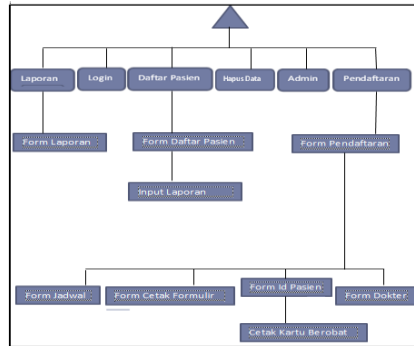 Laporan
Login
Daftar Pasien
Hapus Data
Admin
Pendaftaran
Form Laporan
Form Daftar Pasien
Form Pendaftaran
Input Laporan
Form Jadwal
Form Cetak Formulir
Form Id Pasien
Form Dokter
Cetak Kartu Berobat